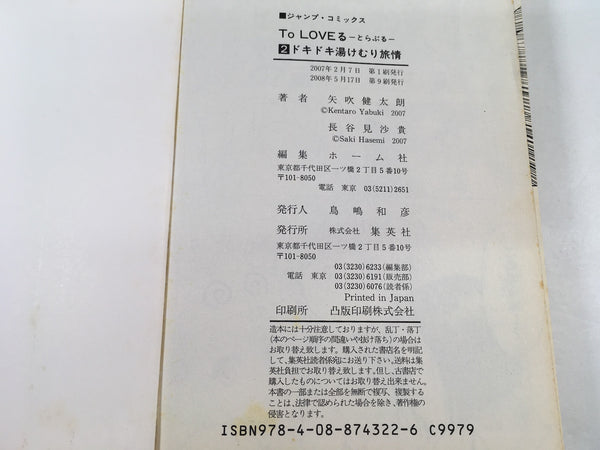 ■ジャンプ・コミックス
To LOVEる―とらぶる―
2ドキドキ湯けむり旅情
2007年2月7日 第1刷発行
2008年5月17日 第9刷発行
著者 矢吹健太朗
©Kentaro Yabuki 2007
長谷見沙貴
©Saki Hasemi 2007
編集 ホーム社
東京都千代田区一ツ橋2丁目5番10号
〒101-8050
電話 東京 03(5211)2651
発行人 鳥嶋和彦
発行所 株式会社 集英社
東京都千代田区一ツ橋2丁目5番10号
〒101-8050
03(3230)6233(編集部)
電話 東京 03(3230)6191(販売部)
03(3230)6076(読者係)
Printed in Japan
印刷所 凸版印刷株式会社
造本には十分注意しておりますが、乱丁・落丁
(本のページ順序の間違いや抜け落ち)の場合は
お取り替え致します。購入された書店名を明記
して、集英社読者係宛にお送り下さい。送料は集
英社負担でお取り替え致します。但し、古書店で
購入したものについてはお取り替え出来ません。
本書の一部または全部を無断で複写、複製する
ことは、法律で認められた場合を除き、著作権の
侵害となります。
ISBN978-4-08-874322-6 C9979